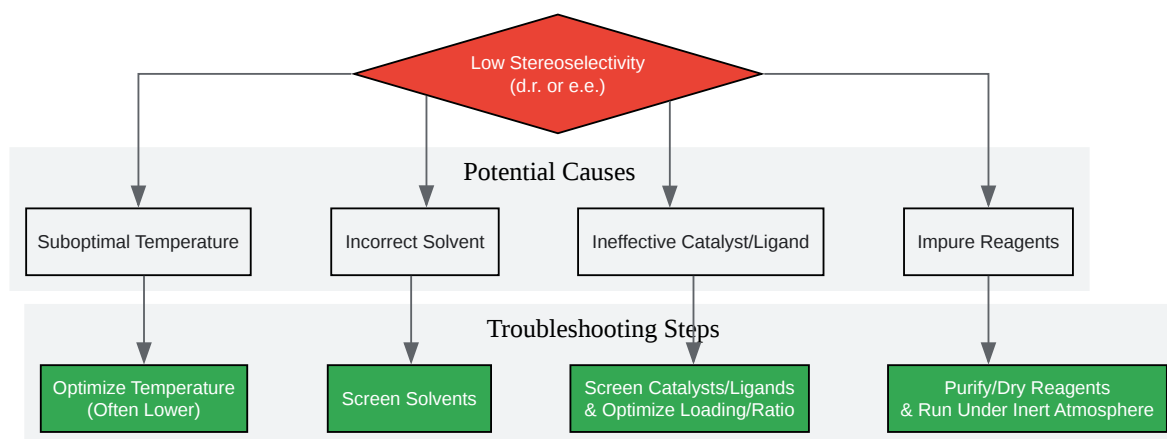 Low Stereoselectivity
(d.r. or e.e.)
Potential Causes
Suboptimal Temperature
Incorrect Solvent
Ineffective Catalyst/Ligand
Impure Reagents
Troubleshooting Steps
Optimize Temperature
(Often Lower)
Screen Solvents
Screen Catalysts/Ligands
& Optimize Loading/Ratio
Purify/Dry Reagents
& Run Under Inert Atmosphere